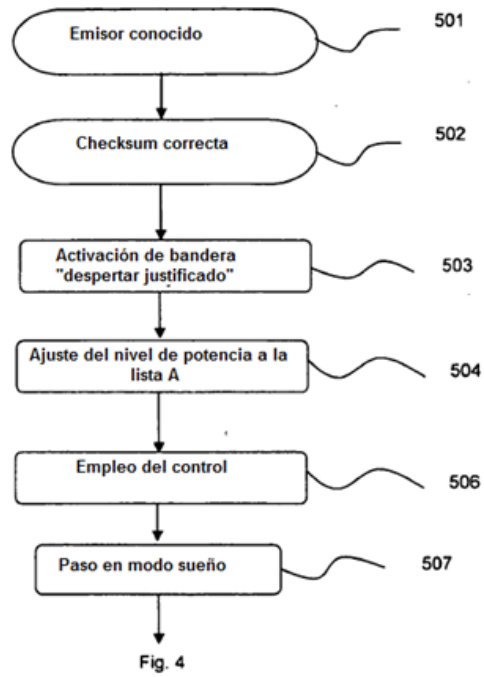 Emisor conocido
501
Checksum correcta
502
Activación de bandera
"despertar justificado"
503
Ajuste del nivel de potencia a la
lista A
504
Empleo del control
506
Paso en modo sueño
507
Fig. 4